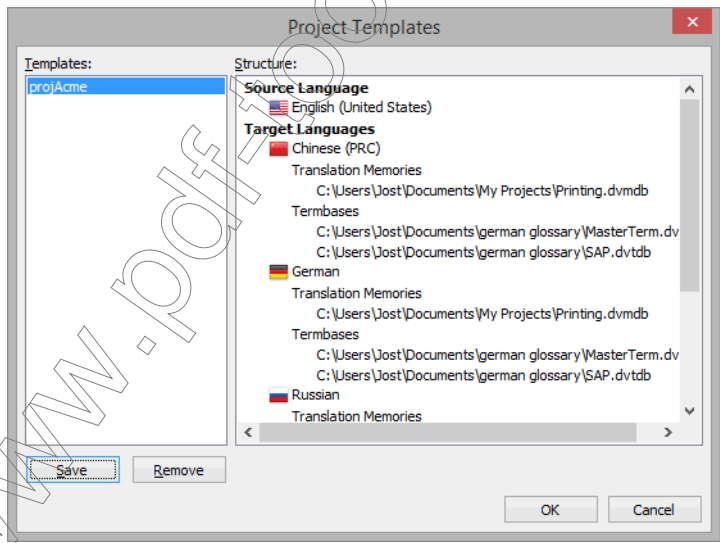 Project Templates
Templates:
projAcme
Structure:
Source Language
English (United States)
Target Languages
Chinese (PRC)
Translation Memories
C:\Users\Jost\Documents\My Projects\Printing.dvmdb
Termbases
C:\Users\Jost\Documents\german glossary\MasterTerm.dv
C:\Users\Jost\Documents\german glossary\SAP.dvtdb
German
Translation Memories
C:\Users\Jost\Documents\My Projects\Printing.dvmdb
Termbases
C:\Users\Jost\Documents\german glossary\MasterTerm.dv
C:\Users\Jost\Documents\german glossary\SAP.dvtdb
Russian
Translation Memories
Save Remove
OK Cancel